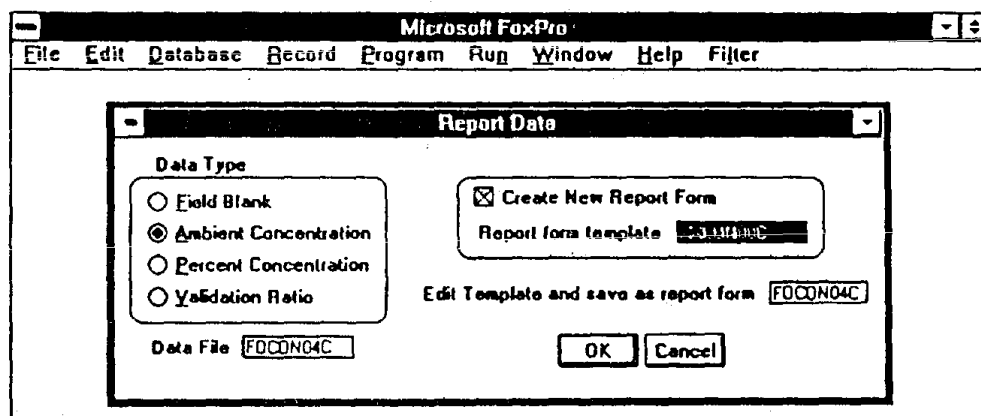 Microsoft FoxPro
File Edit Database Record Program Run Window Help Filter
Report Data
Data Type
Field Blank
Ambient Concentration
Percent Concentration
Validation Ratio
Data File FOCON04C
Create New Report Form
Report form template
Edit Template and save as report form FOCON04C
OK Cancel